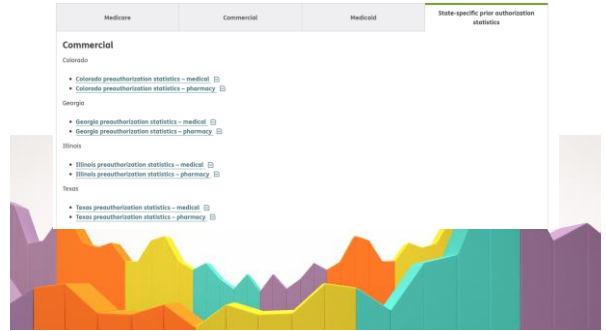 Medicare
Commercial
Medicaid
State-specific prior authorization
statistics
Commercial
Colorado
• Colorado preauthorization statistics – medical
• Colorado preauthorization statistics – pharmacy
Georgia
• Georgia preauthorization statistics – medical
• Georgia preauthorization statistics – pharmacy
Illinois
• Illinois preauthorization statistics – medical
• Illinois preauthorization statistics – pharmacy
Texas
• Texas preauthorization statistics – medical
• Texas preauthorization statistics – pharmacy